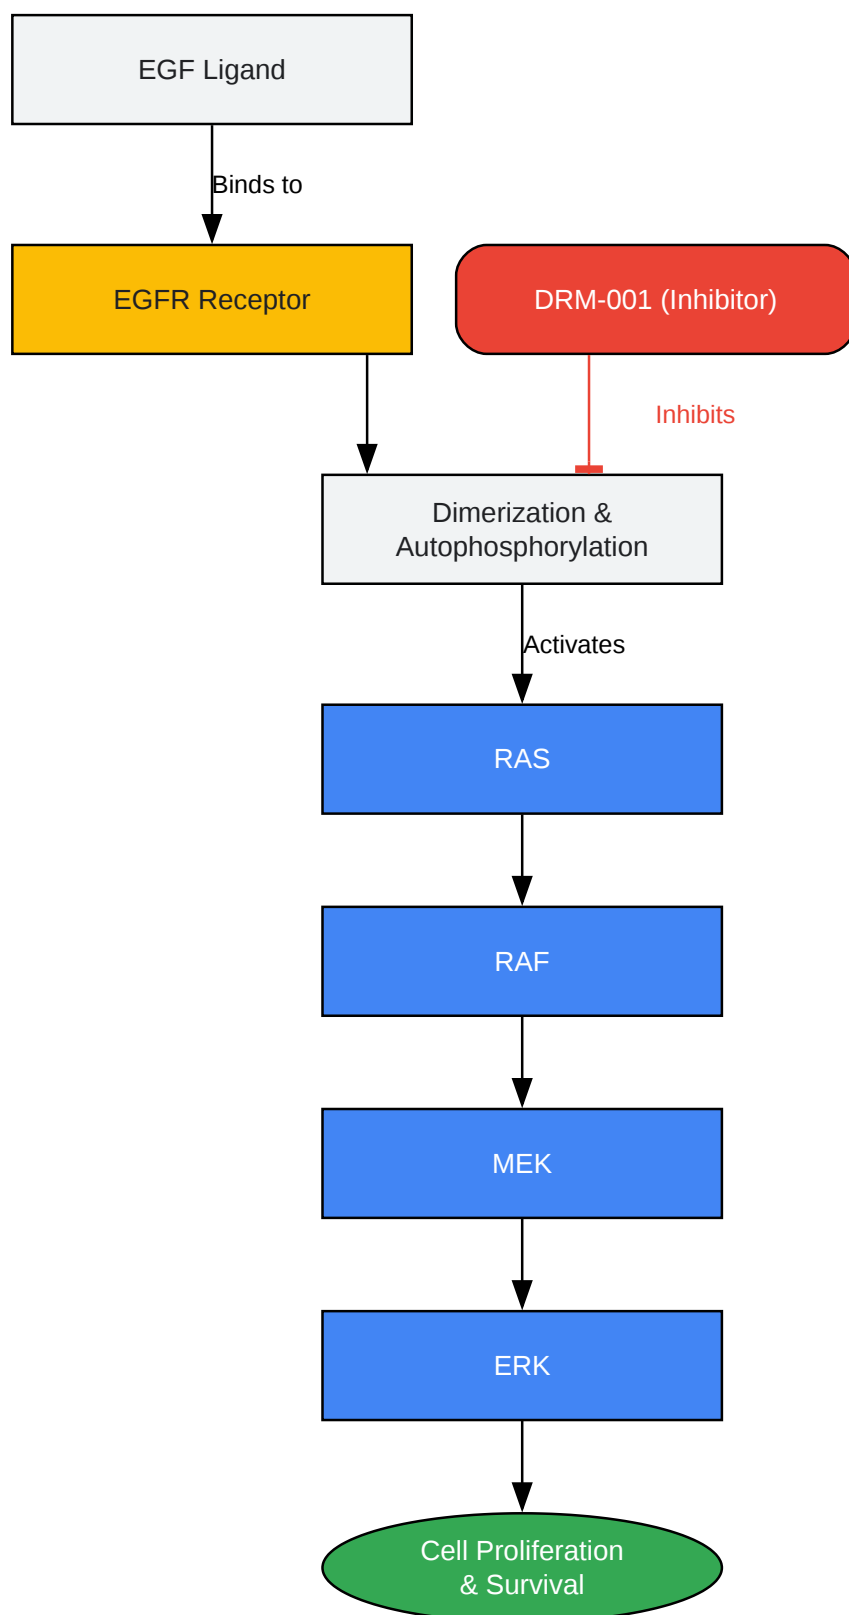 EGF Ligand
Binds to
EGFR Receptor
DRM-001 (Inhibitor)
Inhibits
Dimerization &
Autophosphorylation
Activates
RAS
RAF
MEK
ERK
Cell Proliferation
& Survival